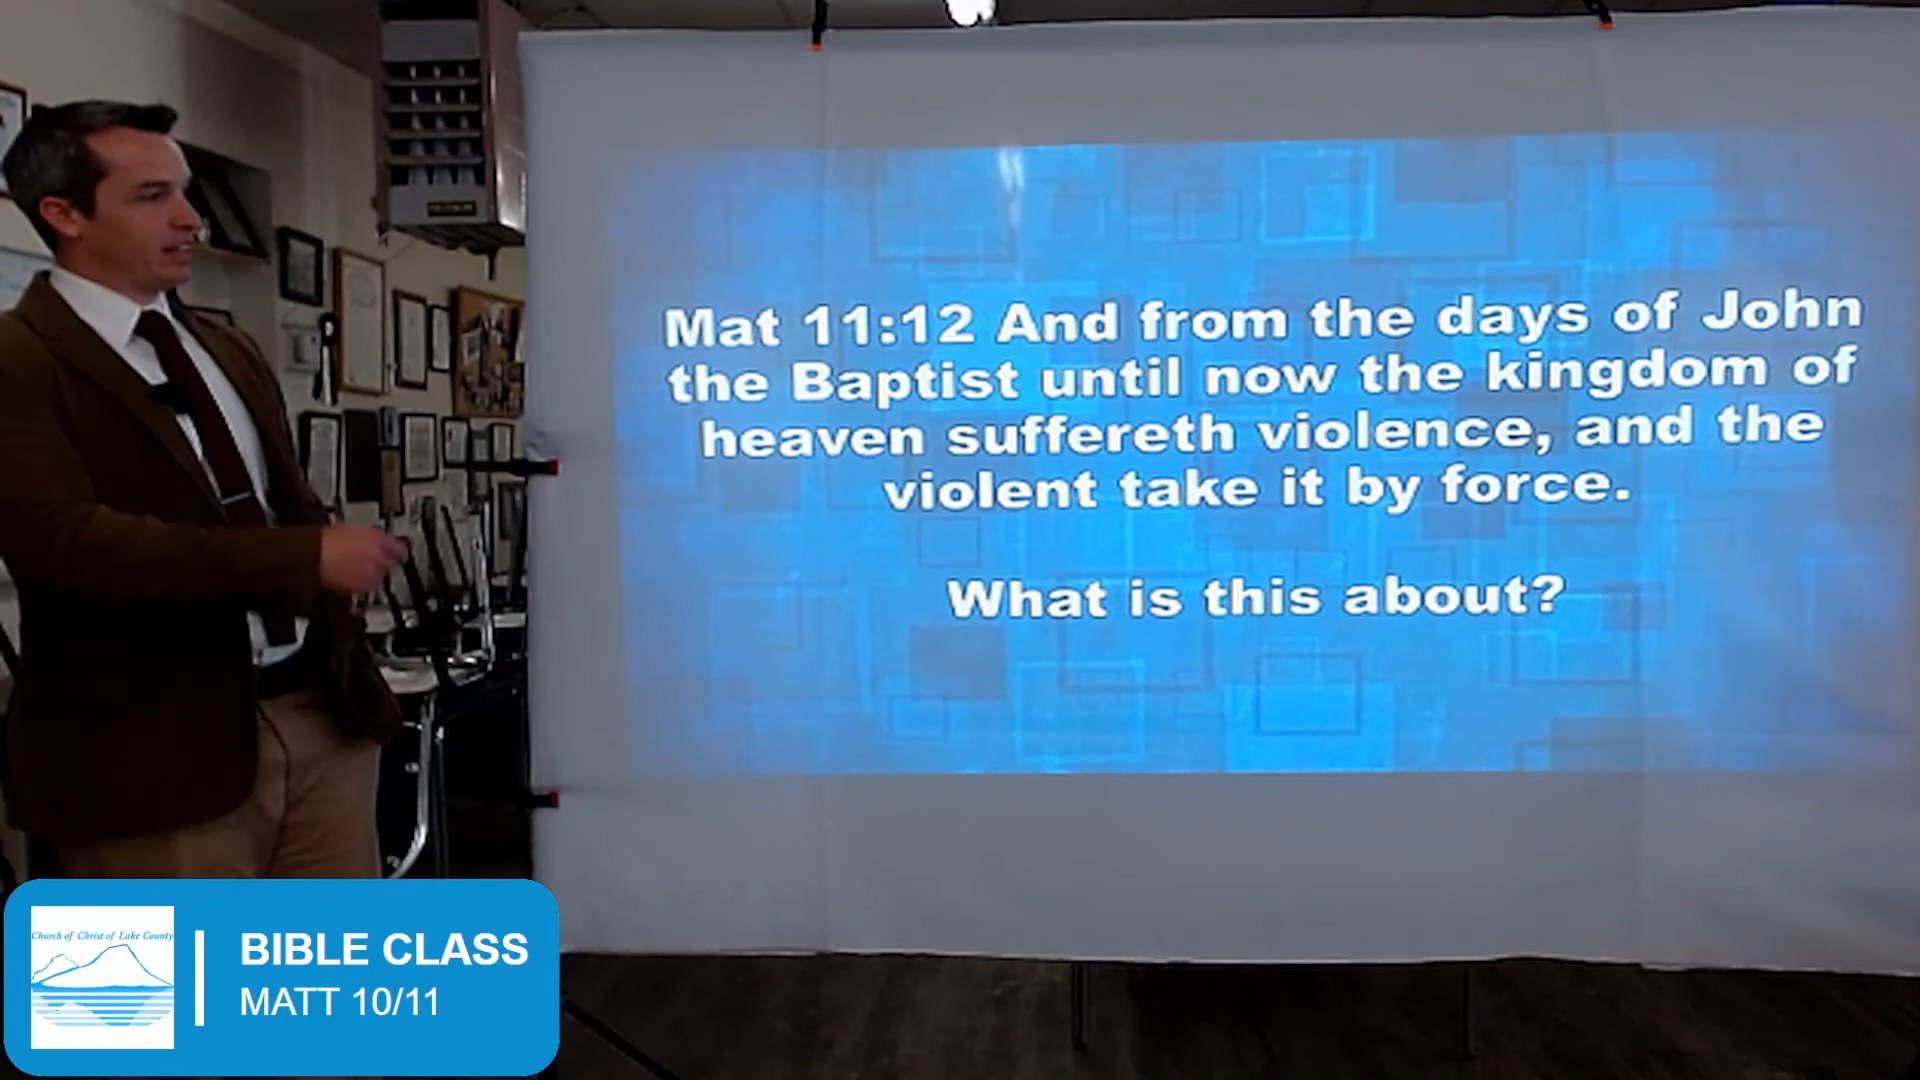 Mat 11:12 And from the days of John
the Baptist until now the kingdom of
heaven suffereth violence, and the
violent take it by force.
What is this about?
Church of Christ of Lake County
BIBLE CLASS
MATT 10/11